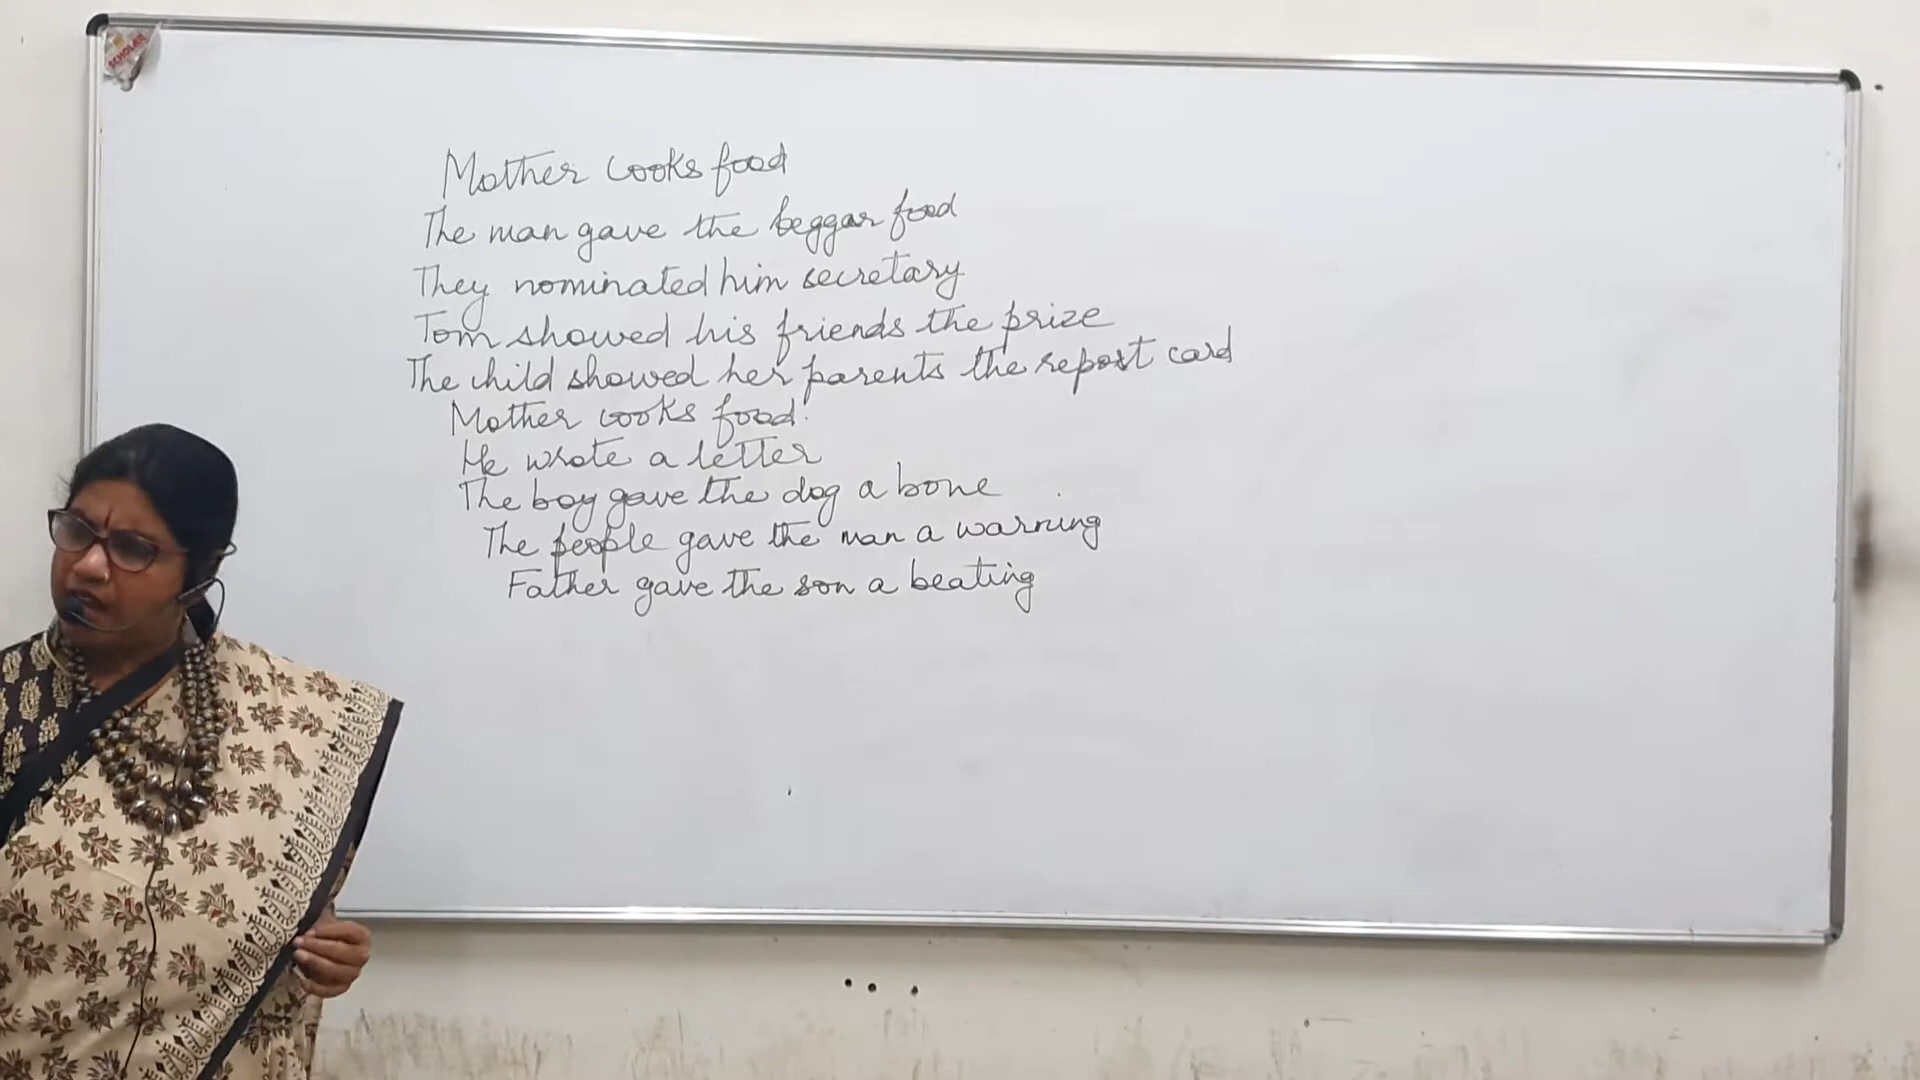 SCHOLAR
Mother cooks food
The man gave the beggar food
They nominated him secretary
Tom showed his friends the prize
The child showed her parents the report card
Mother cooks food.
He wrote a letter
The boy gave the dog a bone
The people gave the man a warning
Father gave the son a beating